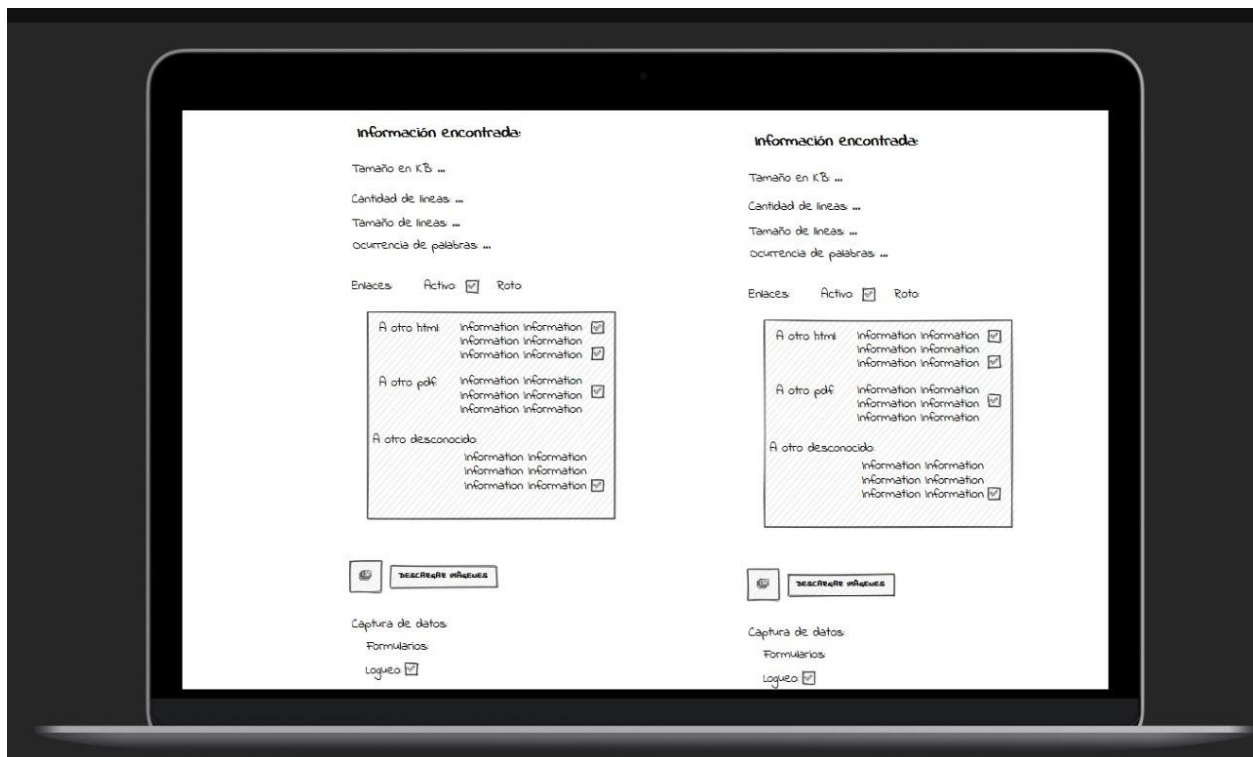 Información encontrada:
Tamaño en KB: ...
Cantidad de lineas: ...
Tamaño de lineas: ...
Ocurrencia de palabras: ...
Enlaces: Activo: Roto:
A otro html: Information Information
Information Information
Information Information
A otro pdf: Information Information
Information Information
Information Information
A otro desconocido:
Information Information
Information Information
Information Information
DESCARGAR IMÁGENES
Captura de datos:
Formularios:
Logueo:
Información encontrada:
Tamaño en KB: ...
Cantidad de lineas: ...
Tamaño de lineas: ...
Ocurrencia de palabras: ...
Enlaces: Activo: Roto:
A otro html: Information Information
Information Information
Information Information
A otro pdf: Information Information
Information Information
Information Information
A otro desconocido:
Information Information
Information Information
Information Information
DESCARGAR IMÁGENES
Captura de datos:
Formularios:
Logueo: